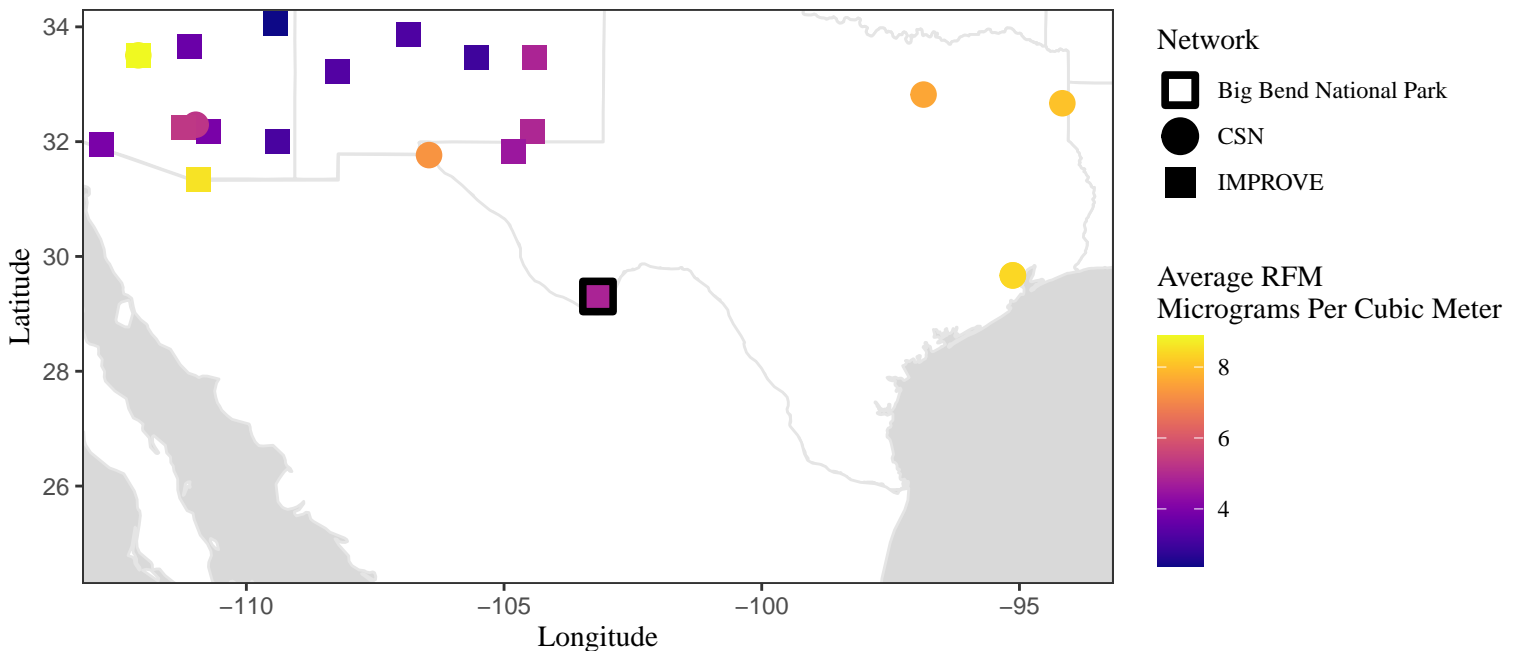 34
32
30
28
26
Latitude
−110
−105
−100
−95
Longitude
Network
Big Bend National Park
CSN
IMPROVE
Average RFM
Micrograms Per Cubic Meter
8
6
4